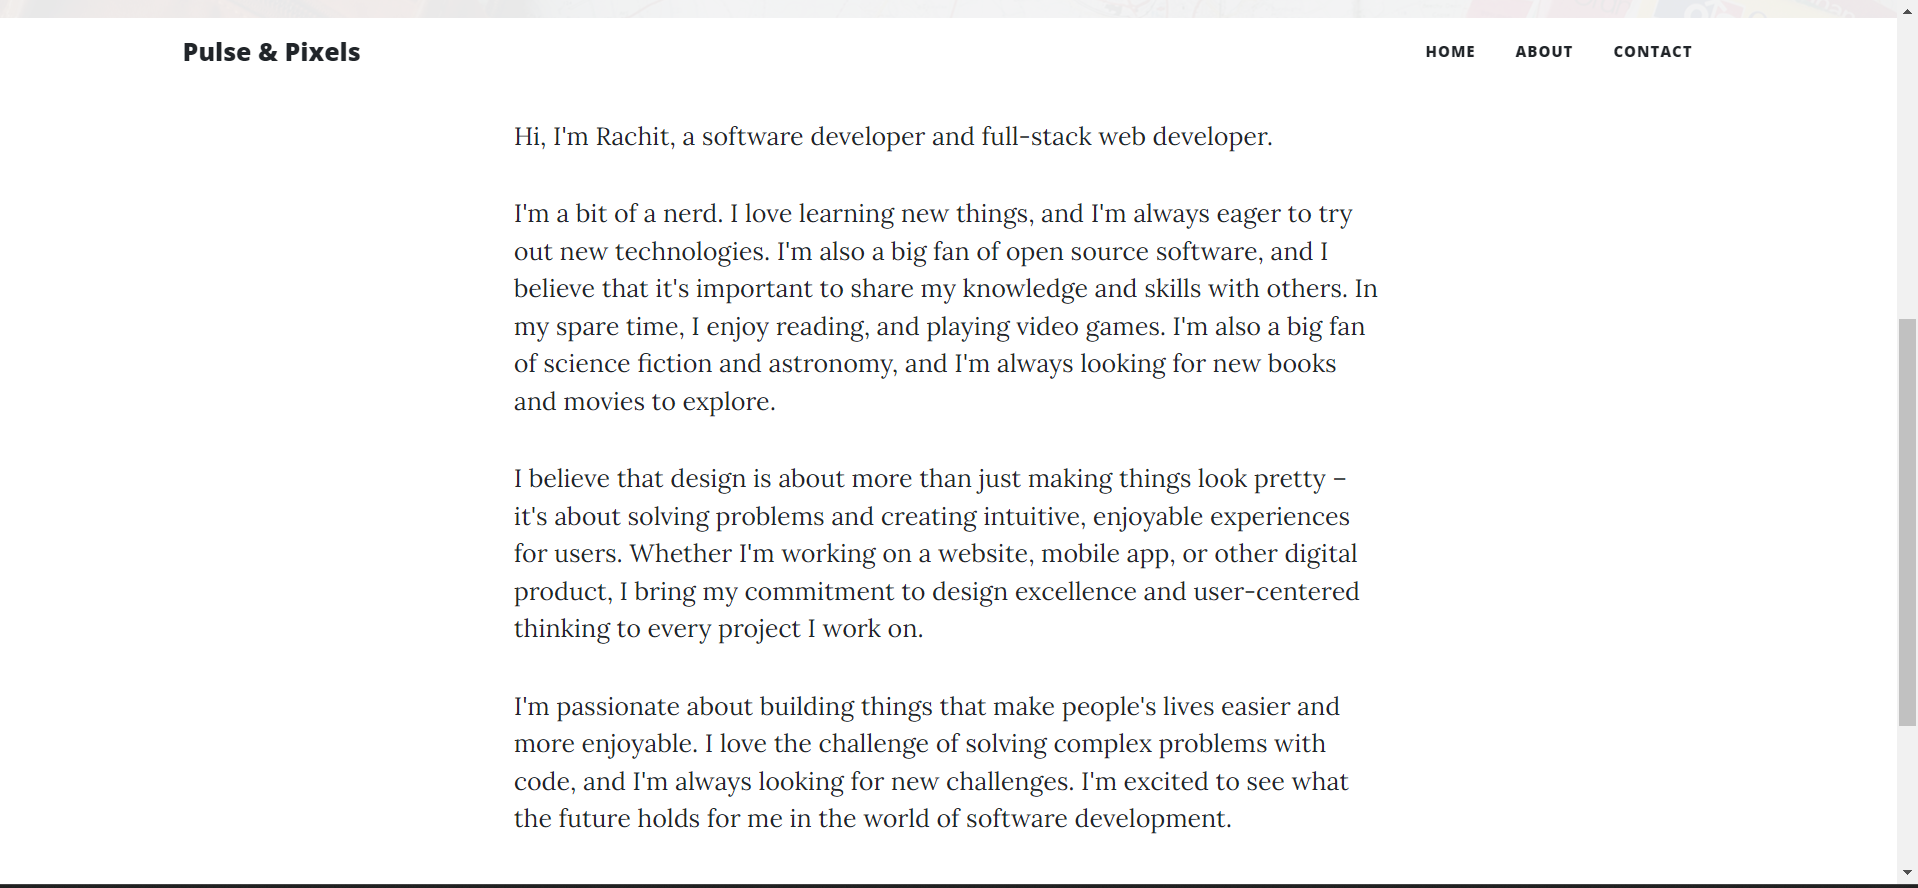 Pulse & Pixels
HOME ABOUT CONTACT
Hi, I'm Rachit, a software developer and full-stack web developer.
I'm a bit of a nerd. I love learning new things, and I'm always eager to try
out new technologies. I'm also a big fan of open source software, and I
believe that it's important to share my knowledge and skills with others. In
my spare time, I enjoy reading, and playing video games. I'm also a big fan
of science fiction and astronomy, and I'm always looking for new books
and movies to explore.
I believe that design is about more than just making things look pretty –
it's about solving problems and creating intuitive, enjoyable experiences
for users. Whether I'm working on a website, mobile app, or other digital
product, I bring my commitment to design excellence and user-centered
thinking to every project I work on.
I'm passionate about building things that make people's lives easier and
more enjoyable. I love the challenge of solving complex problems with
code, and I'm always looking for new challenges. I'm excited to see what
the future holds for me in the world of software development.